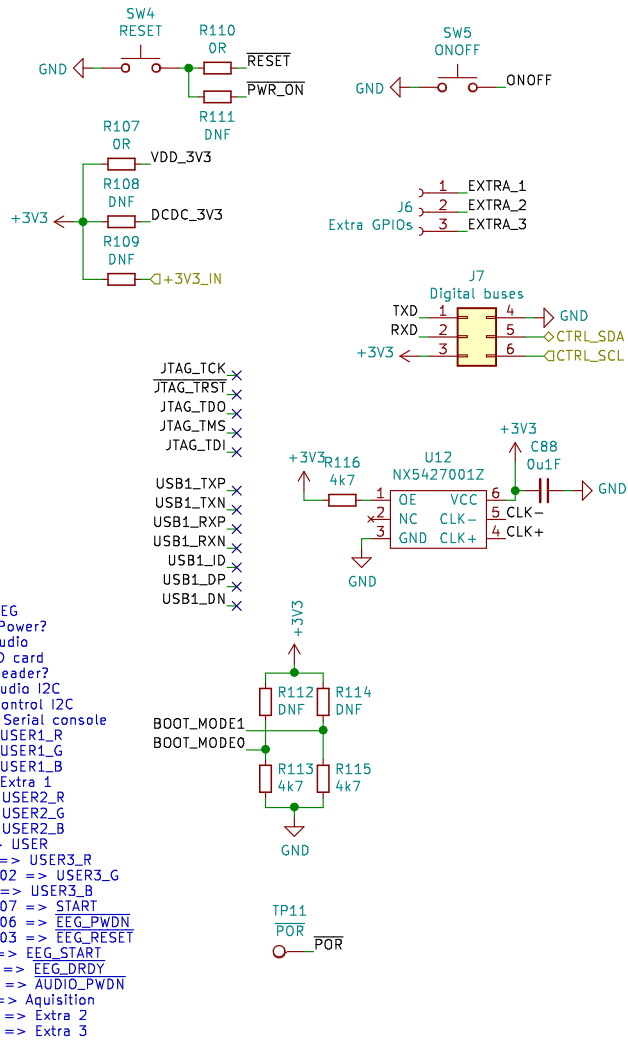 SW4
RESET
R110
0R
GND
RESET
PWR_ON
R111
DNF
SW5
ONOFF
GND
ONOFF
R107
0R
VDD_3V3
R108
DNF
+3V3
DCDC_3V3
R109
DNF
+3V3_IN
1
EXTRA_1
J6
2
EXTRA_2
Extra GPIOs
3
EXTRA_3
J7
Digital buses
TXD
1
4
GND
RXD
2
5
CTRL_SDA
+3V3
3
6
CTRL_SCL
JTAG_TCK
JTAG_TRST
JTAG_TDO
JTAG_TMS
JTAG_TDI
USB1_TXP
USB1_TXN
USB1_RXP
USB1_RXN
USB1_ID
USB1_DP
USB1_DN
+3V3
R116
4k7
U12
NX5427001Z
+3V3
C88
0u1F
GND
1
OE
VCC
6
2
NC
CLK-
5
CLK-
3
GND
CLK+
4
CLK+
GND
+3V3
R112
DNF
R114
DNF
BOOT_MODE1
BOOT_MODE0
R113
4k7
R115
4k7
GND
TP11
POR
POR
EG
Power?
udio
D card
eader?
udio I2C
ontrol I2C
Serial console
USER1_R
USER1_G
USER1_B
Extra 1
USER2_R
USER2_G
USER2_B
> USER
=> USER3_R
02 => USER3_G
=> USER3_B
07 => START
06 => EEG_PWDN
03 => EEG_RESET
=> EEG_START
=> EEG_DRDY
=> AUDIO_PWDN
=> Aquisition
=> Extra 2
=> Extra 3